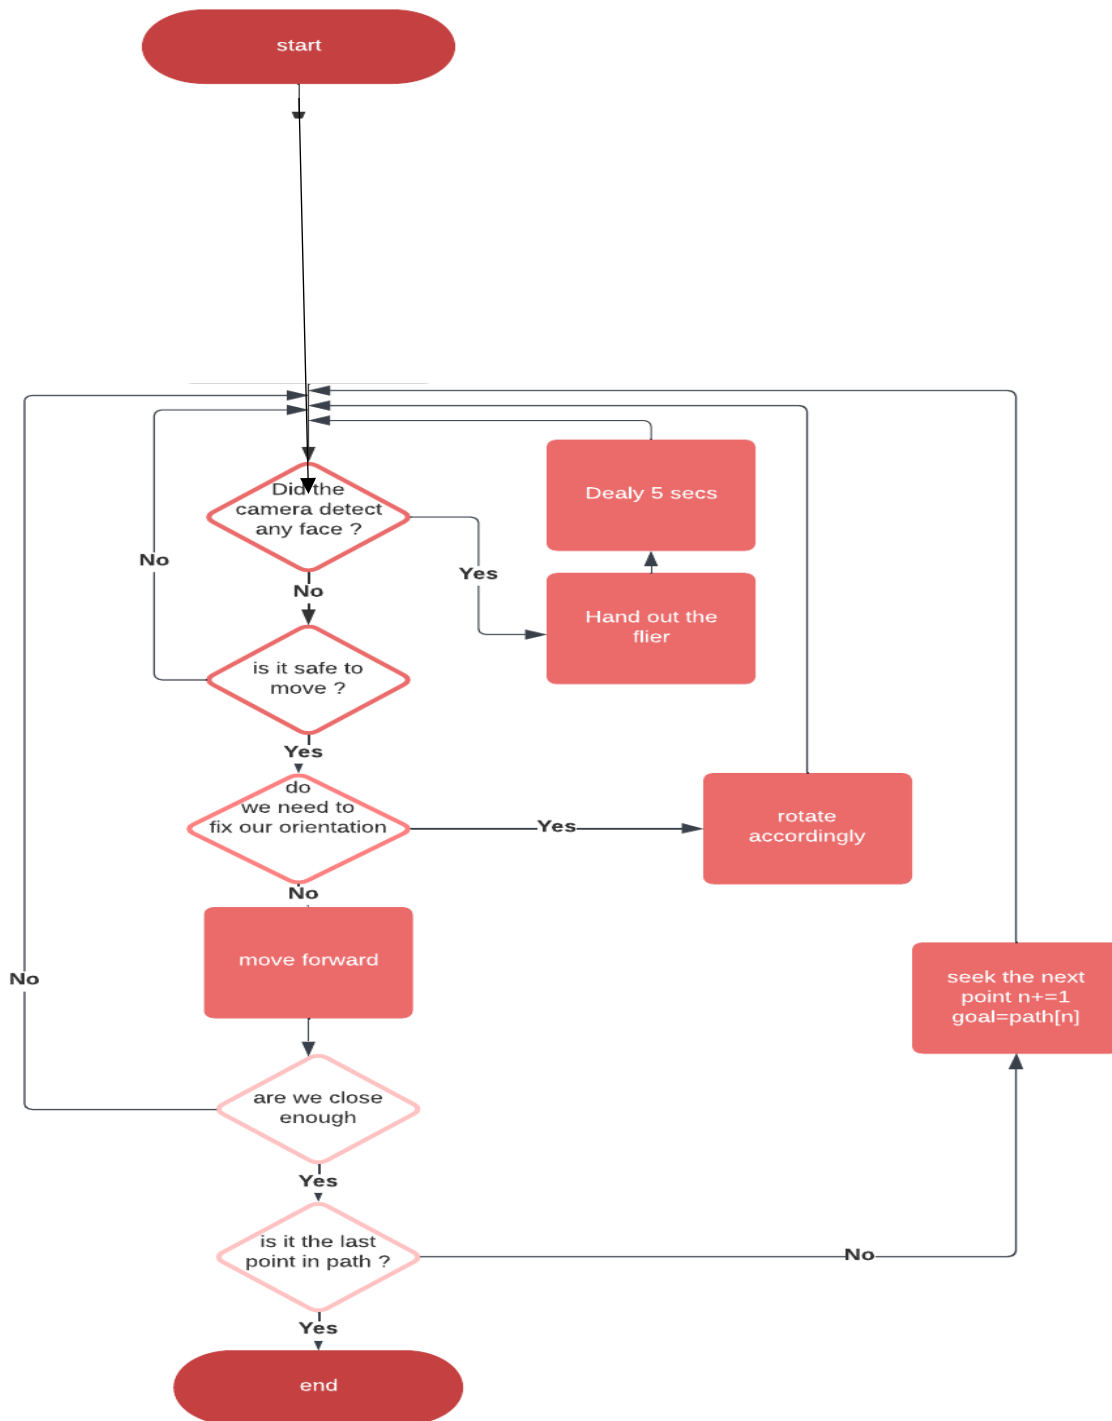 start
Did the
camera detect
any face ?
Dealy 5 secs
No
Yes
No
Hand out the
flier
is it safe to
move ?
Yes
do
we need to
fix our orientation
Yes
rotate
accordingly
No
move forward
No
seek the next
point n+=1
goal=path[n]
are we close
enough
Yes
is it the last
point in path ?
No
Yes
end